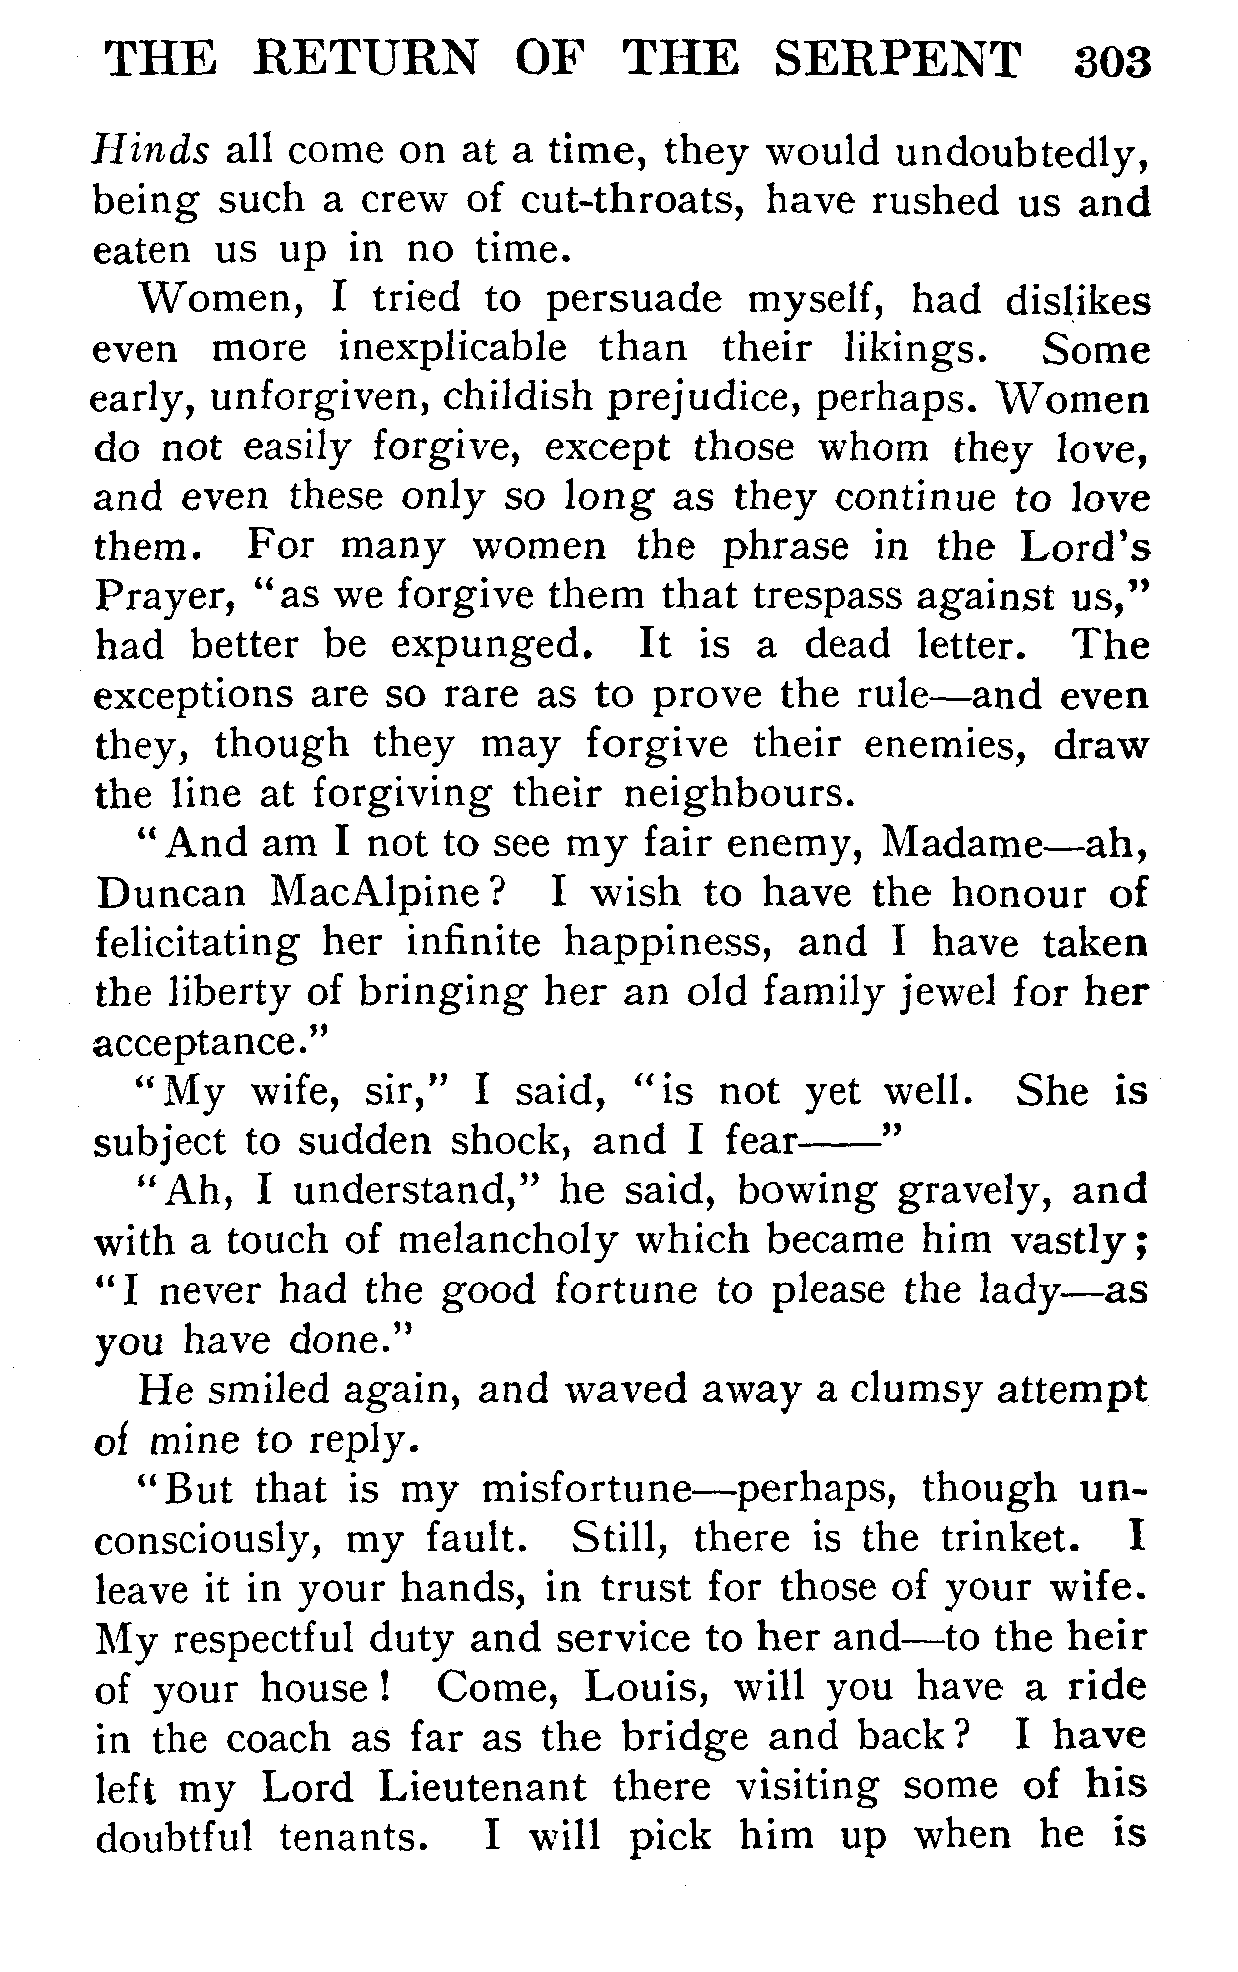 THE RETURN OF THE SERPENT 303
Hinds all come on at a time, they would undoubtedly,
being such a crew of cut-throats, have rushed us and
eaten us up in no time.
Women, I tried to persuade myself, had dislikes
even more inexplicable than their likings. Some
early, unforgiven, childish prejudice, perhaps. Women
do not easily forgive, except those whom they love,
and even these only so long as they continue to love
them. For many women the phrase in the Lord's
Prayer, "as we forgive them that trespass against us,"
had better be expunged. It is a dead letter. The
exceptions are so rare as to prove the rule—and even
they, though they may forgive their enemies, draw
the line at forgiving their neighbours.
"And am I not to see my fair enemy, Madame—ah,
Duncan MacAlpine? I wish to have the honour of
felicitating her infinite happiness, and I have taken
the liberty of bringing her an old family jewel for her
acceptance."
"My wife, sir," I said, "is not yet well. She is
subject to sudden shock, and I fear——"
"Ah, I understand," he said, bowing gravely, and
with a touch of melancholy which became him vastly;
"I never had the good fortune to please the lady—as
you have done."
He smiled again, and waved away a clumsy attempt
of mine to reply.
"But that is my misfortune—perhaps, though un-
consciously, my fault. Still, there is the trinket. I
leave it in your hands, in trust for those of your wife.
My respectful duty and service to her and—to the heir
of your house! Come, Louis, will you have a ride
in the coach as far as the bridge and back? I have
left my Lord Lieutenant there visiting some of his
doubtful tenants. I will pick him up when he is